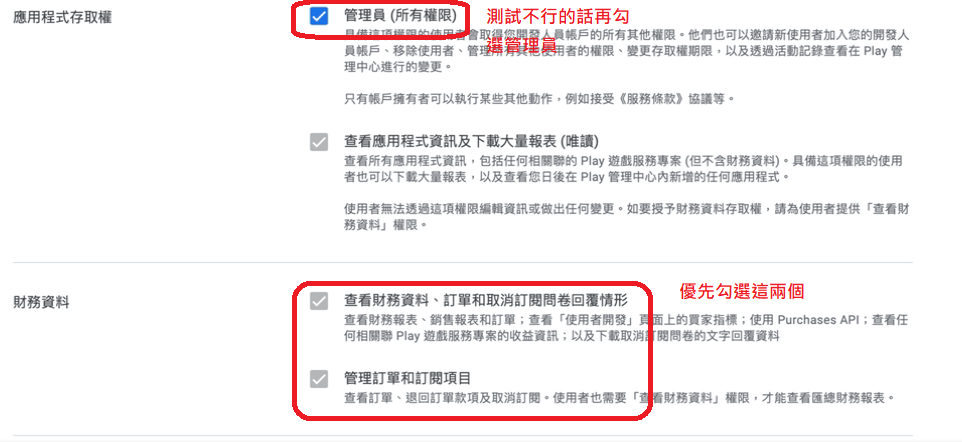 應用程式存取權
管理員 (所有權限)
測試不行的話再勾
選管理員
具備這項權限的使用者會取得您開發人員帳戶的所有其他權限。他們也可以邀請新使用者加入您的開發人
員帳戶、移除使用者、管理所有其他使用者的權限、變更存取權期限，以及透過活動記錄查看在 Play 管
理中心進行的變更。
只有帳戶擁有者可以執行某些其他動作，例如接受《服務條款》協議等。
查看應用程式資訊及下載大量報表 (唯讀)
查看所有應用程式資訊，包括任何相關聯的 Play 遊戲服務專案 (但不含財務資料)。具備這項權限的使用
者也可以下載大量報表，以及查看您日後在 Play 管理中心內新增的任何應用程式。
使用者無法透過這項權限編輯資訊或做出任何變更。如要授予財務資料存取權，請為使用者提供「查看財
務資料」權限。
財務資料
查看財務資料、訂單和取消訂閱問卷回覆情形
優先勾選這兩個
查看財務報表、銷售報表和訂單；查看「使用者開發」頁面上的買家指標；使用 Purchases API；查看任
何相關聯 Play 遊戲服務專案的收益資訊；以及下載取消訂閱問卷的文字回覆資料
管理訂單和訂閱項目
查看訂單、退回訂單款項及取消訂閱。使用者也需要「查看財務資料」權限，才能查看匯總財務報表。